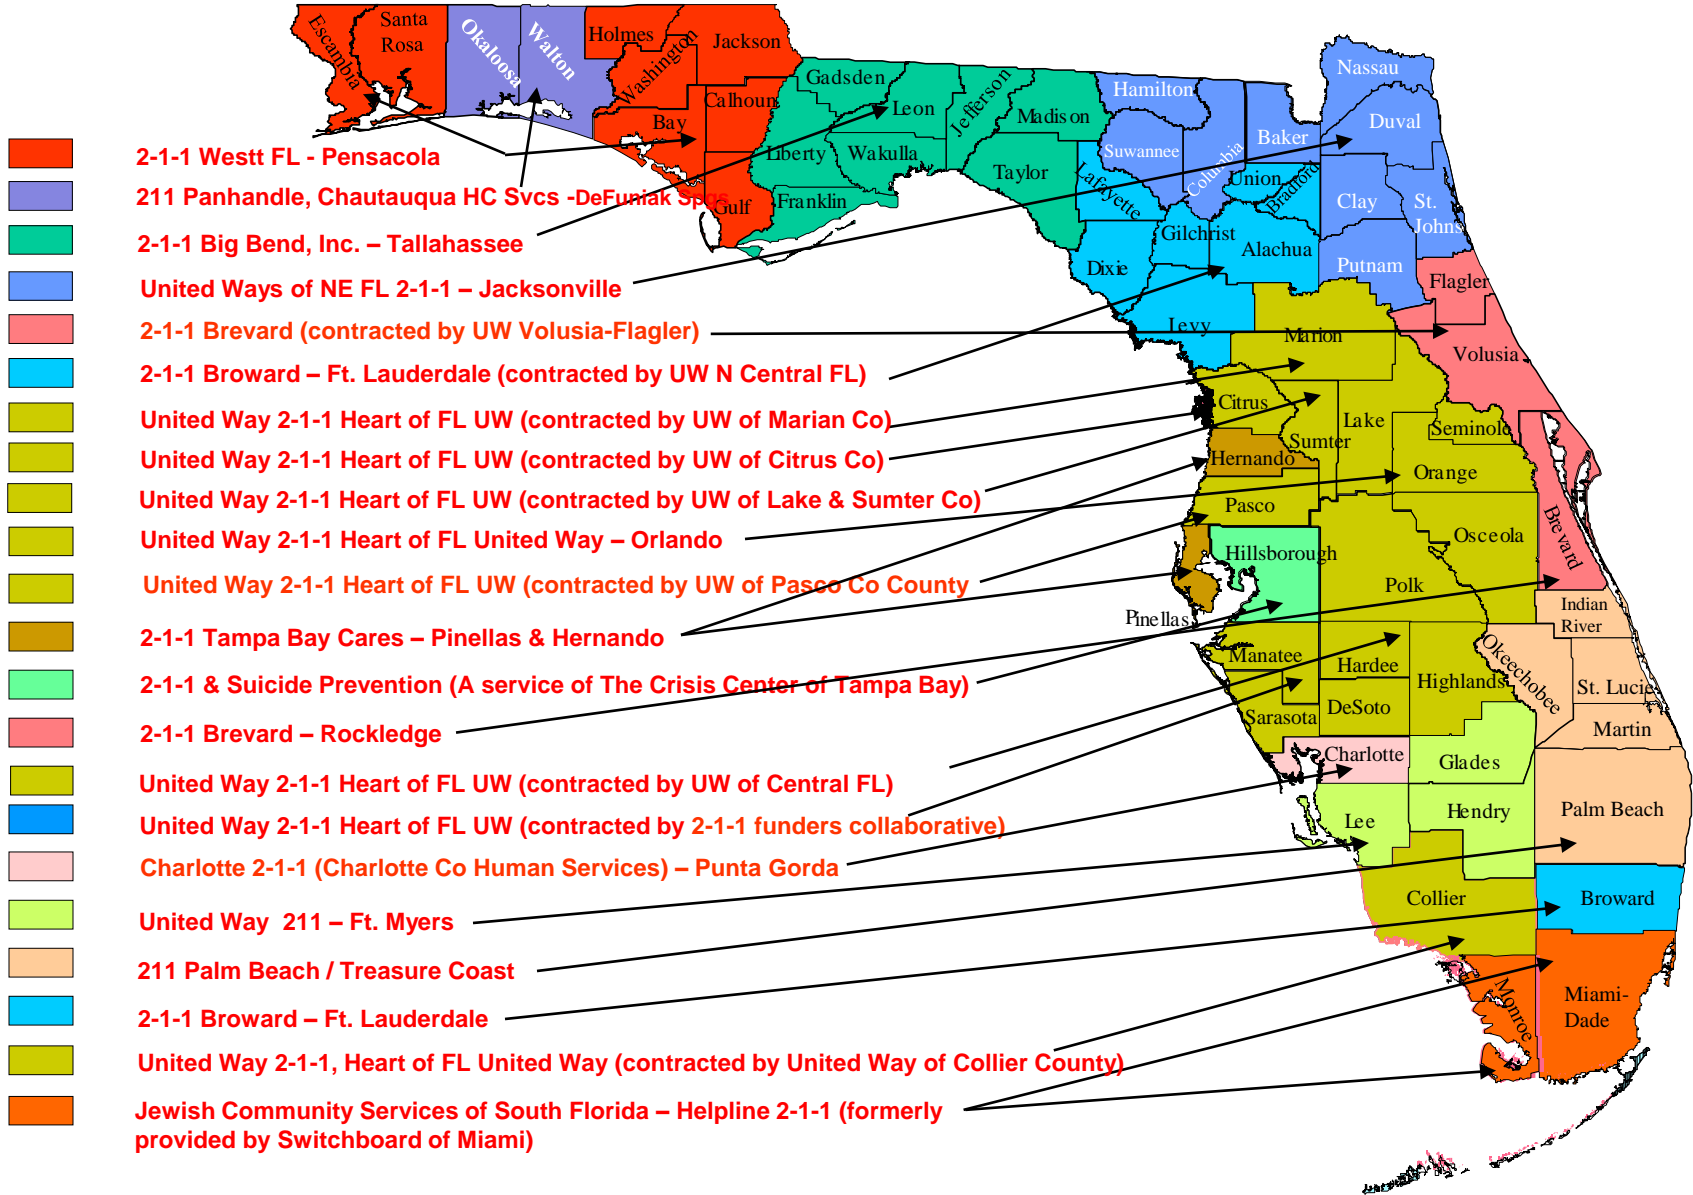 2-1-1 Westt FL - Pensacola
211 Panhandle, Chautauqua HC Svcs -DeFuniak Spgs
2-1-1 Big Bend, Inc. – Tallahassee
United Ways of NE FL 2-1-1 – Jacksonville
2-1-1 Brevard (contracted by UW Volusia-Flagler)
2-1-1 Broward – Ft. Lauderdale (contracted by UW N Central FL)
United Way 2-1-1 Heart of FL UW (contracted by UW of Marian Co)
United Way 2-1-1 Heart of FL UW (contracted by UW of Citrus Co)
United Way 2-1-1 Heart of FL UW (contracted by UW of Lake & Sumter Co)
United Way 2-1-1 Heart of FL United Way – Orlando
United Way 2-1-1 Heart of FL UW (contracted by UW of Pasco Co County
2-1-1 Tampa Bay Cares – Pinellas & Hernando
2-1-1 & Suicide Prevention (A service of The Crisis Center of Tampa Bay)
2-1-1 Brevard – Rockledge
United Way 2-1-1 Heart of FL UW (contracted by UW of Central FL)
United Way 2-1-1 Heart of FL UW (contracted by 2-1-1 funders collaborative)
Charlotte 2-1-1 (Charlotte Co Human Services) – Punta Gorda
United Way 211 – Ft. Myers
211 Palm Beach / Treasure Coast
2-1-1 Broward – Ft. Lauderdale
United Way 2-1-1, Heart of FL United Way (contracted by United Way of Collier County)
Jewish Community Services of South Florida – Helpline 2-1-1 (formerly
provided by Switchboard of Miami)
Escambia
Santa
Rosa
Okaloosa
Walton
Holmes
Washington
Jackson
Calhoun
Bay
Gulf
Gadsden
Leon
Jefferson
Madison
Liberty
Wakulla
Taylor
Franklin
Hamilton
Suwannee
Columbia
Baker
Nassau
Duval
Lafayette
Union
Bradford
Clay
St.
Johns
Gilchrist
Alachua
Putnam
Dixie
Flagler
Levy
Marion
Volusia
Citrus
Lake
Seminole
Sumter
Hernando
Orange
Pasco
Osceola
Brevard
Hillsborough
Polk
Pinellas
Indian
River
Manatee
Hardee
Okeechobee
Highlands
St. Lucie
Sarasota
DeSoto
Martin
Charlotte
Glades
Lee
Hendry
Palm Beach
Collier
Broward
Monroe
Miami-
Dade